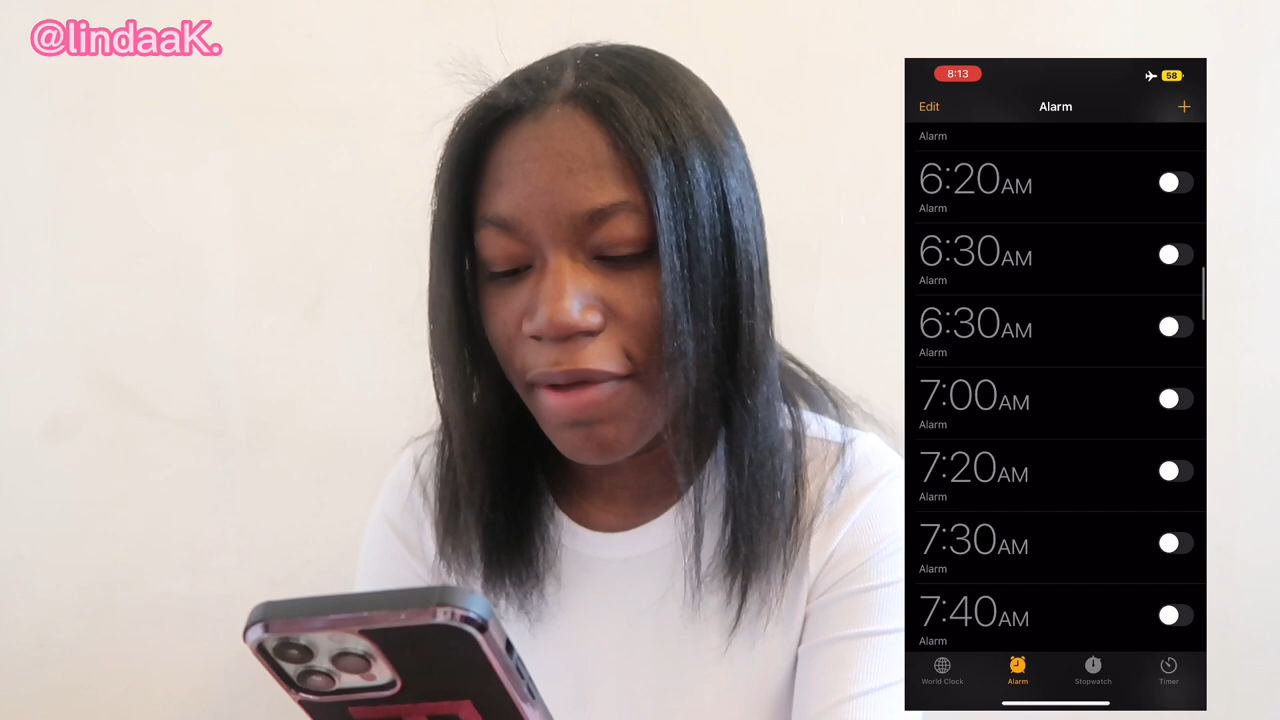 @lindaaK.
8:13
58
Edit
Alarm
+
Alarm
6:20AM
Alarm
6:30AM
Alarm
6:30AM
Alarm
7:00AM
Alarm
7:20AM
Alarm
7:30AM
Alarm
7:40AM
Alarm
World Clock
Alarm
Stopwatch
Timer